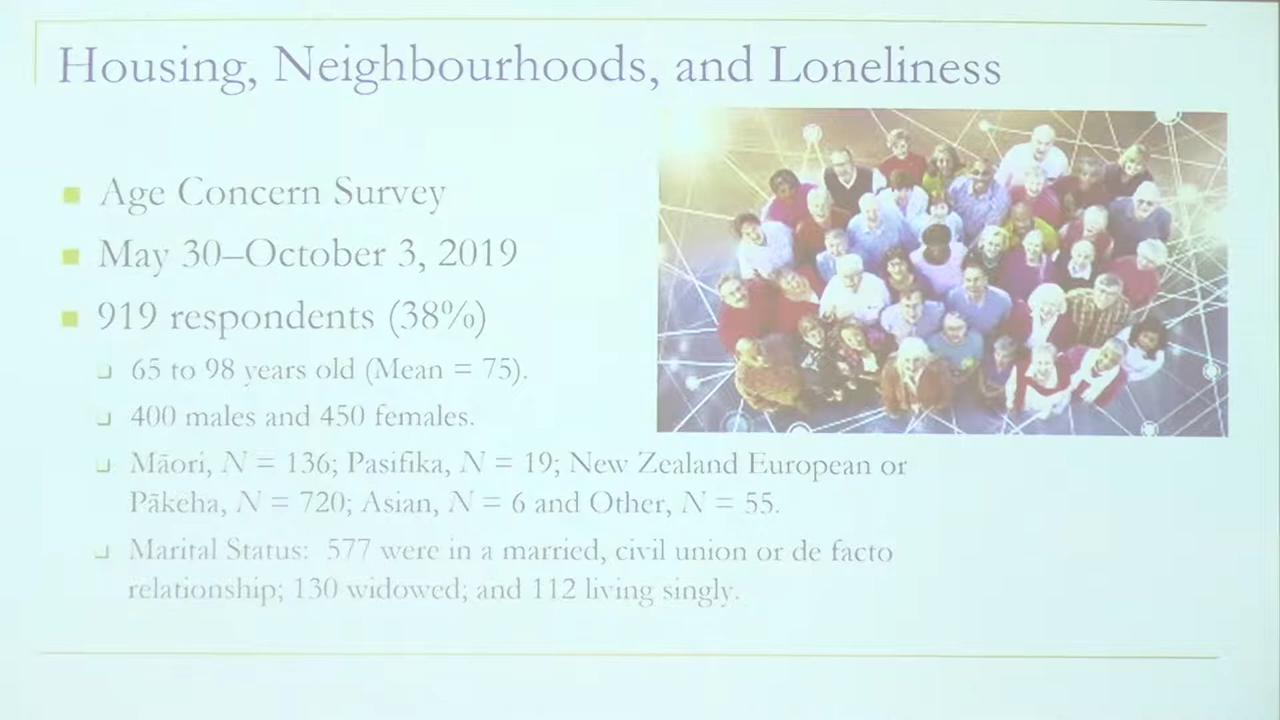 Housing, Neighbourhoods, and Loneliness
Age Concern Survey
May 30–October 3, 2019
919 respondents (38%)
65 to 98 years old (Mean = 75).
400 males and 450 females.
Māori, N = 136; Pasifika, N = 19; New Zealand European or
Pākeha, N = 720; Asian, N = 6 and Other, N = 55.
Marital Status: 577 were in a married, civil union or de facto
relationship; 130 widowed; and 112 living singly.